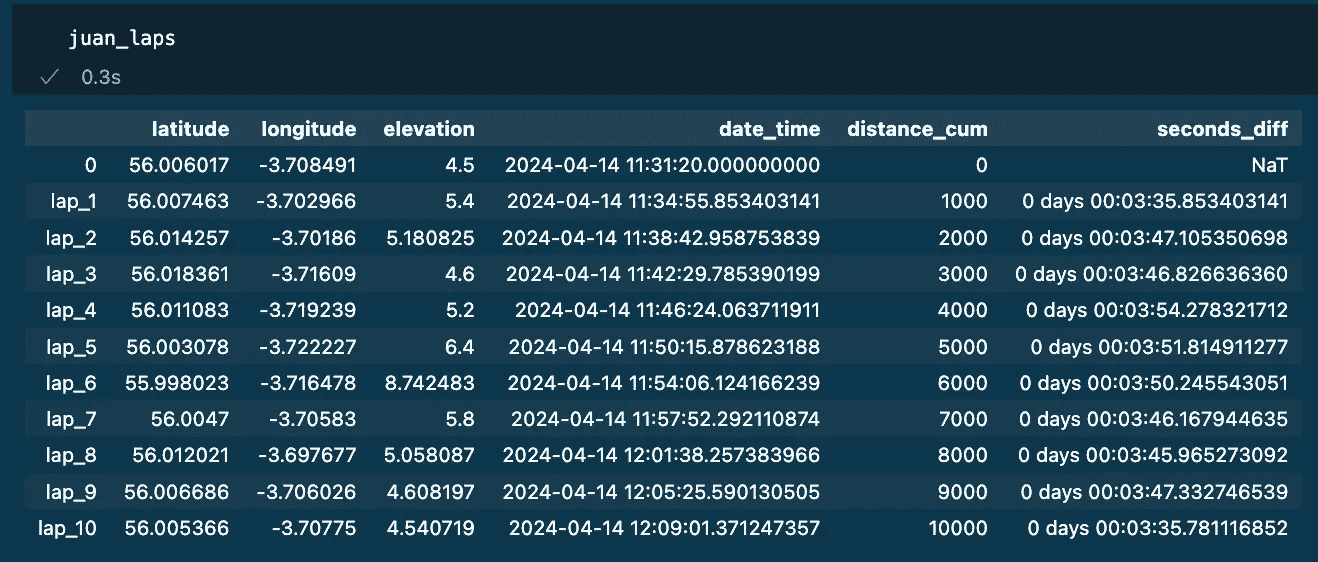 juan_laps
0.3s
latitude longitude elevation date_time distance_cum seconds_diff
0 56.006017 -3.708491 4.5 2024-04-14 11:31:20.000000000 0 NaT
lap_1 56.007463 -3.702966 5.4 2024-04-14 11:34:55.853403141 1000 0 days 00:03:35.853403141
lap_2 56.014257 -3.70186 5.180825 2024-04-14 11:38:42.958753839 2000 0 days 00:03:47.105350698
lap_3 56.018361 -3.71609 4.6 2024-04-14 11:42:29.785390199 3000 0 days 00:03:46.826636360
lap_4 56.011083 -3.719239 5.2 2024-04-14 11:46:24.063711911 4000 0 days 00:03:54.278321712
lap_5 56.003078 -3.722227 6.4 2024-04-14 11:50:15.878623188 5000 0 days 00:03:51.814911277
lap_6 55.998023 -3.716478 8.742483 2024-04-14 11:54:06.124166239 6000 0 days 00:03:50.245543051
lap_7 56.0047 -3.70583 5.8 2024-04-14 11:57:52.292110874 7000 0 days 00:03:46.167944635
lap_8 56.012021 -3.697677 5.058087 2024-04-14 12:01:38.257383966 8000 0 days 00:03:45.965273092
lap_9 56.006686 -3.706026 4.608197 2024-04-14 12:05:25.590130505 9000 0 days 00:03:47.332746539
lap_10 56.005366 -3.70775 4.540719 2024-04-14 12:09:01.371247357 10000 0 days 00:03:35.781116852